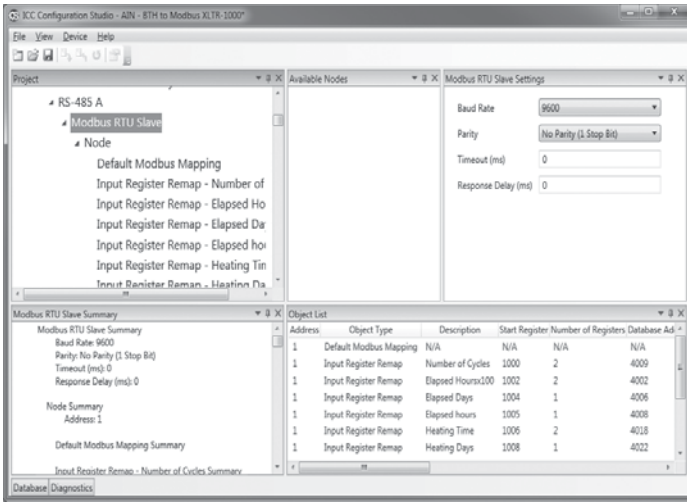 ICC Configuration Studio - AIN - BTH to Modbus XLTR-1000*
File View Device Help
Project
RS-485 A
Modbus RTU Slave
Node
Default Modbus Mapping
Input Register Remap - Number of
Input Register Remap - Elapsed Ho
Input Register Remap - Elapsed Da
Input Register Remap - Elapsed hou
Input Register Remap - Heating Tin
Input Register Remap - Heating Da
Available Nodes
Modbus RTU Slave Settings
Baud Rate 9600
Parity No Parity (1 Stop Bit)
Timeout (ms) 0
Response Delay (ms) 0
Modbus RTU Slave Summary
Modbus RTU Slave Summary
Baud Rate: 9600
Parity: No Parity (1 Stop Bit)
Timeout (ms): 0
Response Delay (ms): 0
Node Summary
Address: 1
Default Modbus Mapping Summary
Input Register Remap - Number of Cycles Summary
Object List
Address Object Type Description Start Register Number of Registers Database Ad
1 Default Modbus Mapping N/A N/A N/A N/A
1 Input Register Remap Number of Cycles 1000 2 4009
1 Input Register Remap Elapsed Hoursx100 1002 2 4002
1 Input Register Remap Elapsed Days 1004 1 4006
1 Input Register Remap Elapsed hours 1005 1 4008
1 Input Register Remap Heating Time 1006 2 4018
1 Input Register Remap Heating Days 1008 1 4022
Database Diagnostics